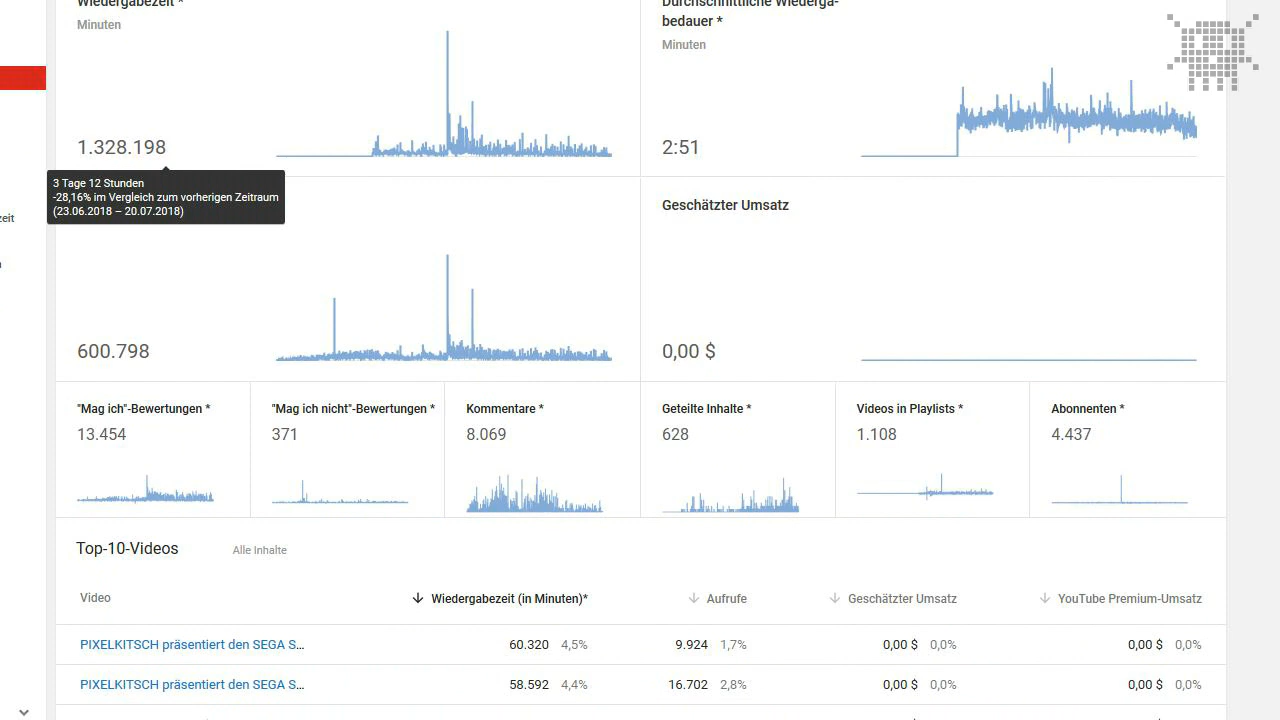 Wiedergabezeit *
Minuten
1.328.198
Durchschnittliche Wiederga-
bedauer *
Minuten
2:51
3 Tage 12 Stunden
-28,16% im Vergleich zum vorherigen Zeitraum
(23.06.2018 – 20.07.2018)
zeit
600.798
Geschätzter Umsatz
0,00 $
"Mag ich"-Bewertungen *
13.454
"Mag ich nicht"-Bewertungen *
371
Kommentare *
8.069
Geteilte Inhalte *
628
Videos in Playlists *
1.108
Abonnenten *
4.437
Top-10-Videos Alle Inhalte
Video Wiedergabezeit (in Minuten)* Aufrufe Geschätzter Umsatz YouTube Premium-Umsatz
PIXELKITSCH präsentiert den SEGA S... 60.320 4,5% 9.924 1,7% 0,00 $ 0,0% 0,00 $ 0,0%
PIXELKITSCH präsentiert den SEGA S... 58.592 4,4% 16.702 2,8% 0,00 $ 0,0% 0,00 $ 0,0%